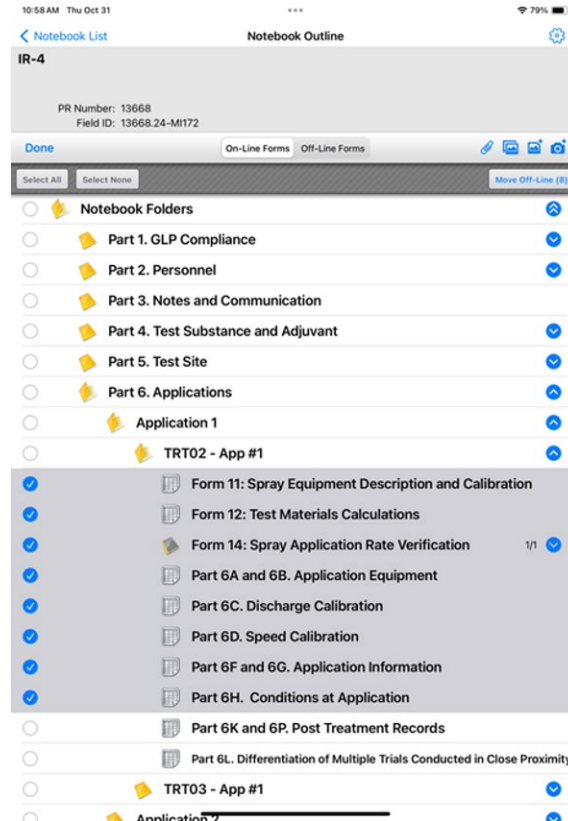 10:58 AM Thu Oct 31
79%
Notebook List
Notebook Outline
IR-4
PR Number: 13668
Field ID: 13668.24-MI172
Done
On-Line Forms Off-Line Forms
Select All Select None
Move Off-Line (8)
Notebook Folders
Part 1. GLP Compliance
Part 2. Personnel
Part 3. Notes and Communication
Part 4. Test Substance and Adjuvant
Part 5. Test Site
Part 6. Applications
Application 1
TRT02 - App #1
Form 11: Spray Equipment Description and Calibration
Form 12: Test Materials Calculations
Form 14: Spray Application Rate Verification 1/1
Part 6A and 6B. Application Equipment
Part 6C. Discharge Calibration
Part 6D. Speed Calibration
Part 6F and 6G. Application Information
Part 6H. Conditions at Application
Part 6K and 6P. Post Treatment Records
Part 6L. Differentiation of Multiple Trials Conducted in Close Proximity
TRT03 - App #1
Application 2